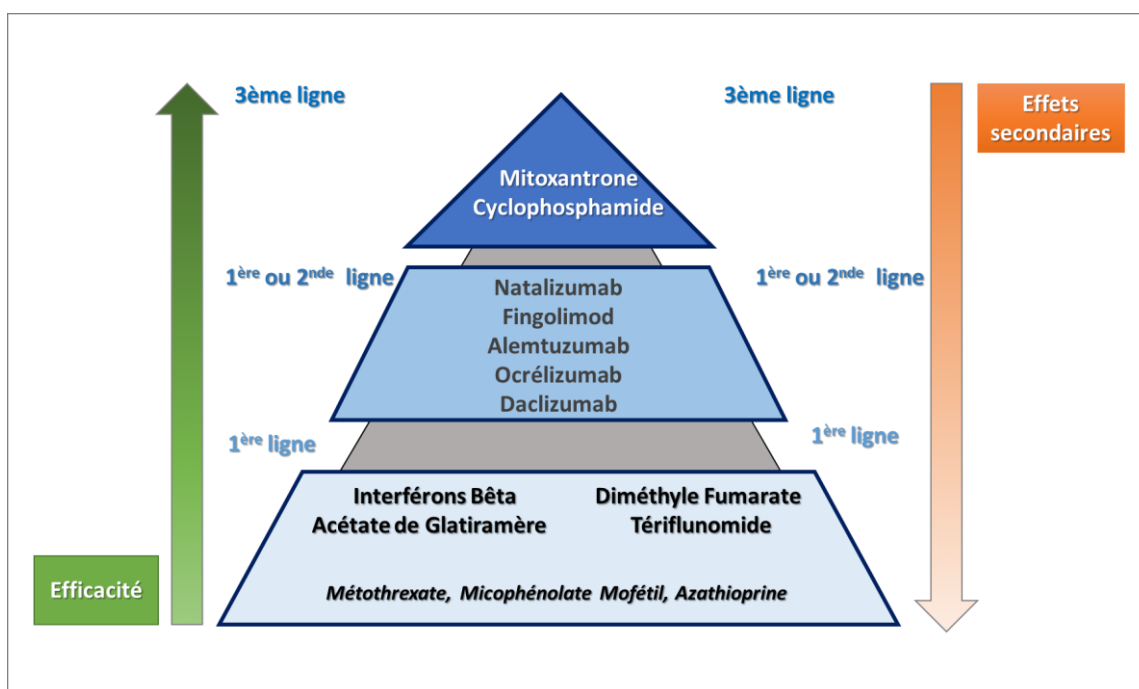 3ème ligne
3ème ligne
Effets
secondaires
Mitoxantrone
Cyclophosphamide
1ère ou 2nde ligne
1ère ou 2nde ligne
Natalizumab
Fingolimod
Alemtuzumab
Ocrélizumab
Daclizumab
1ère ligne
1ère ligne
Interférons Bêta
Acétate de Glatiramère
Diméthyle Fumarate
Tériflunomide
Efficacité
Métothrexate, Micophénolate Mofétil, Azathioprine